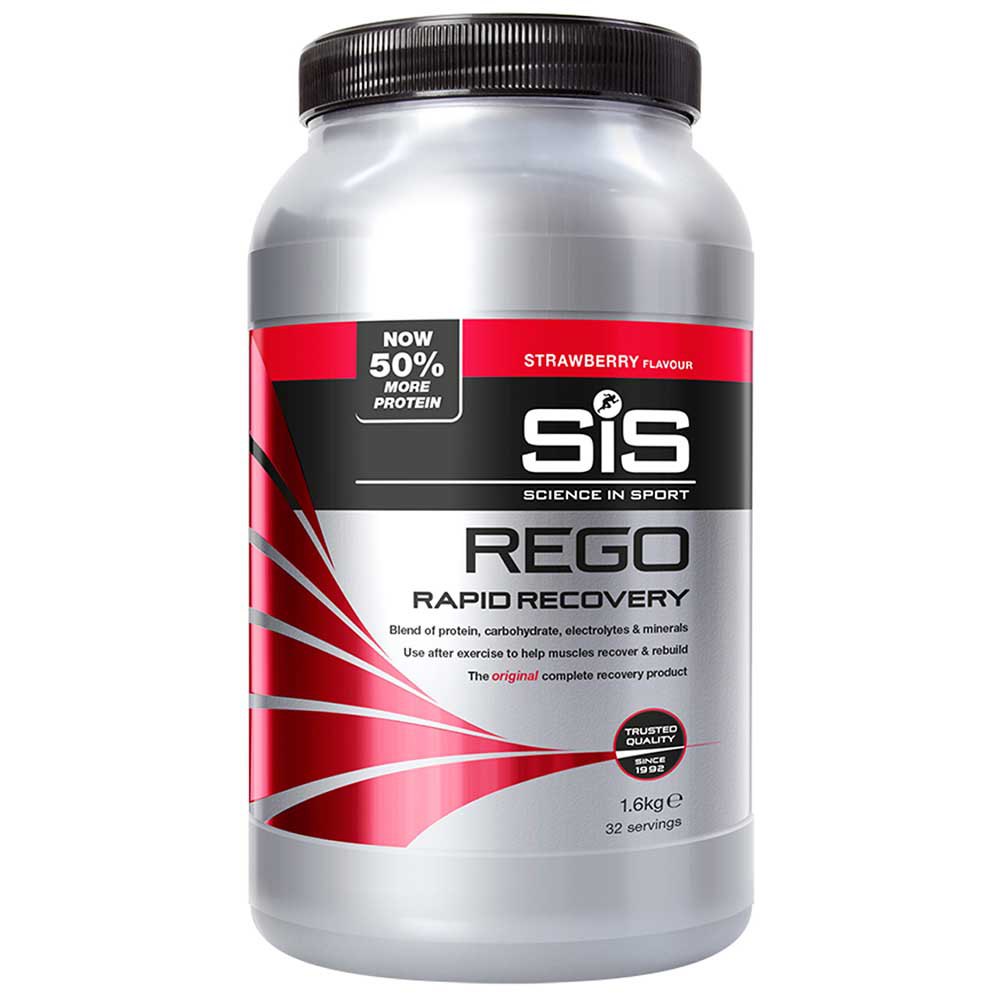 NOW
50%
MORE
PROTEIN
STRAWBERRY FLAVOUR
SiS
SCIENCE IN SPORT
REGO
RAPID RECOVERY
Blend of protein, carbohydrate, electrolytes & minerals
Use after exercise to help muscles recover & rebuild
The original complete recovery product
TRUSTED
QUALITY
SINCE
1992
1.6kg℮
32 servings